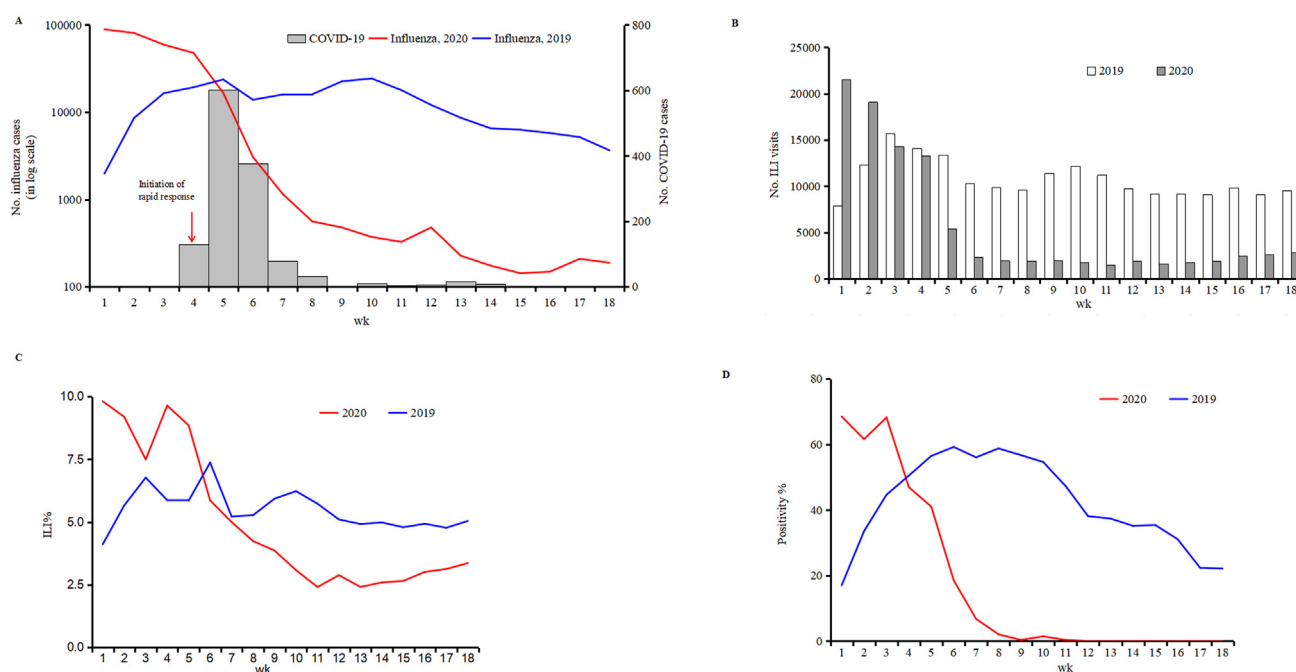 A
COVID-19 Influenza, 2020 Influenza, 2019
No. influenza cases
(in log scale)
100000
10000
1000
100
Initiation of
rapid response
800
600
400
200
0
No. COVID-19 cases
1 2 3 4 5 6 7 8 9 10 11 12 13 14 15 16 17 18
wk
B
2019 2020
No. ILI visits
25000
20000
15000
10000
5000
0
1 2 3 4 5 6 7 8 9 10 11 12 13 14 15 16 17 18
wk
C
2020 2019
ILI%
10.0
7.5
5.0
2.5
0.0
1 2 3 4 5 6 7 8 9 10 11 12 13 14 15 16 17 18
wk
D
2020 2019
Positivity %
80
60
40
20
0
1 2 3 4 5 6 7 8 9 10 11 12 13 14 15 16 17 18
wk